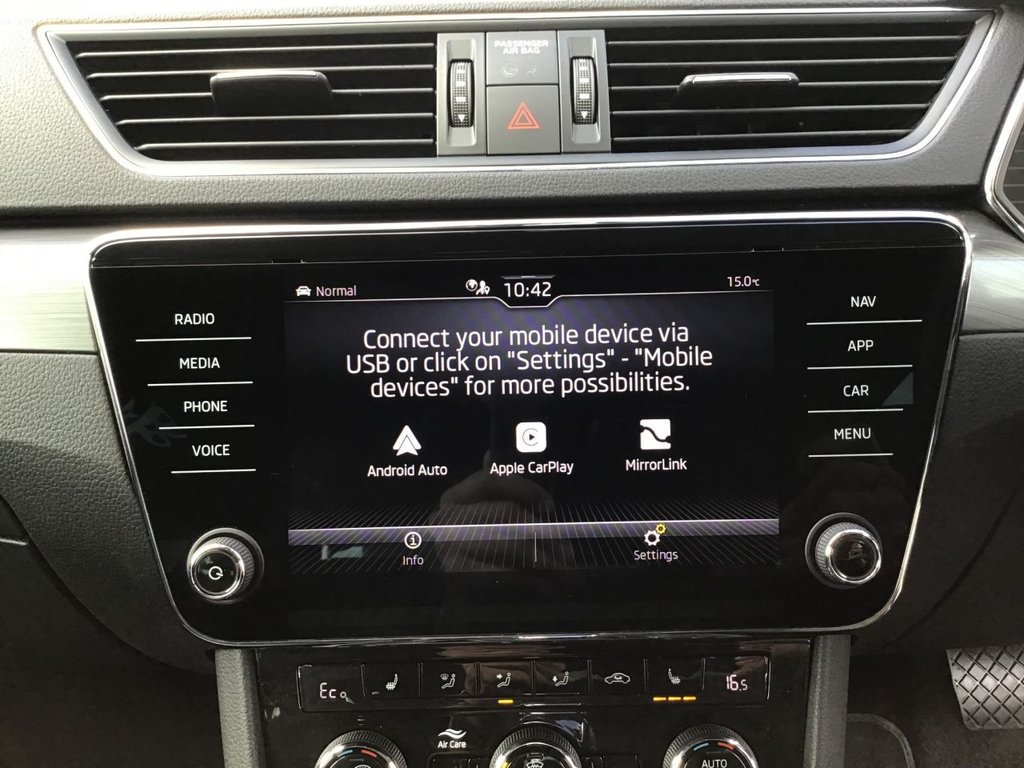 PASSENGER
AIR BAG
Normal
10:42
15.0°C
RADIO
MEDIA
PHONE
VOICE
Connect your mobile device via
USB or click on "Settings" - "Mobile
devices" for more possibilities.
Android Auto
Apple CarPlay
MirrorLink
Info
Settings
NAV
APP
CAR
MENU
Eco
16.5
Air Care
AUTO